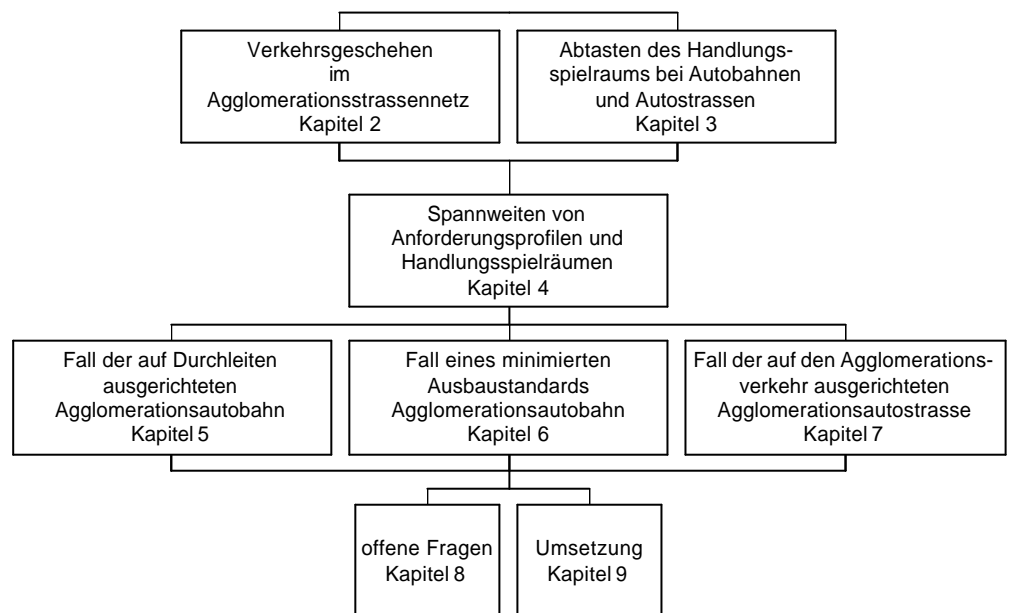 Verkehrsgeschehen
im
Agglomerationsstrassennetz
Kapitel 2
Abtasten des Handlungs-
spielraums bei Autobahnen
und Autostrassen
Kapitel 3
Spannweiten von
Anforderungsprofilen und
Handlungsspielräumen
Kapitel 4
Fall der auf Durchleiten
ausgerichteten
Agglomerationsautobahn
Kapitel 5
Fall eines minimierten
Ausbaustandards
Agglomerationsautobahn
Kapitel 6
Fall der auf den Agglomerations-
verkehr ausgerichteten
Agglomerationsautostrasse
Kapitel 7
offene Fragen
Kapitel 8
Umsetzung
Kapitel 9